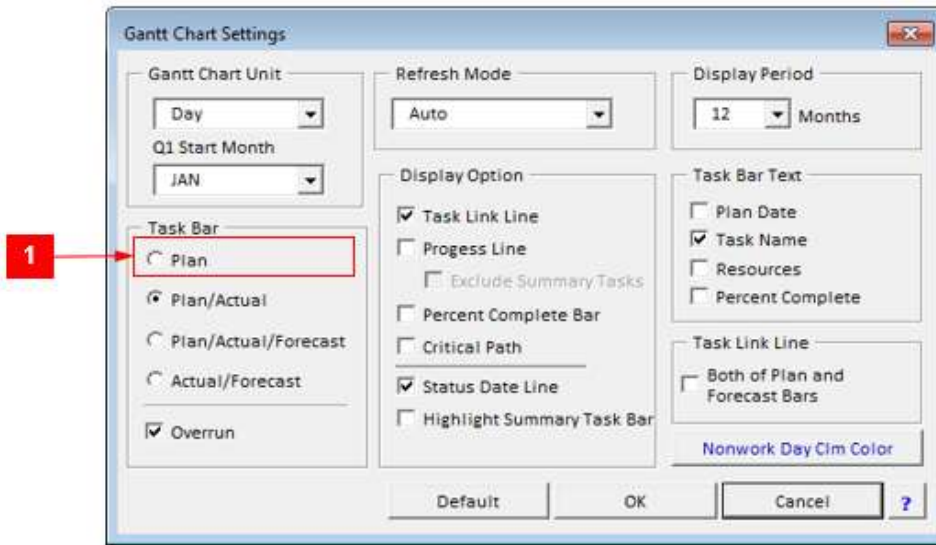 Gantt Chart Settings
Gantt Chart Unit
Day
Q1 Start Month
JAN
Refresh Mode
Auto
Display Period
12 Months
1
Task Bar
Plan
Plan/Actual
Plan/Actual/Forecast
Actual/Forecast
Overrun
Display Option
Task Link Line
Progess Line
Exclude Summary Tasks
Percent Complete Bar
Critical Path
Status Date Line
Highlight Summary Task Bar
Task Bar Text
Plan Date
Task Name
Resources
Percent Complete
Task Link Line
Both of Plan and
Forecast Bars
Nonwork Day Clm Color
Default
OK
Cancel
?